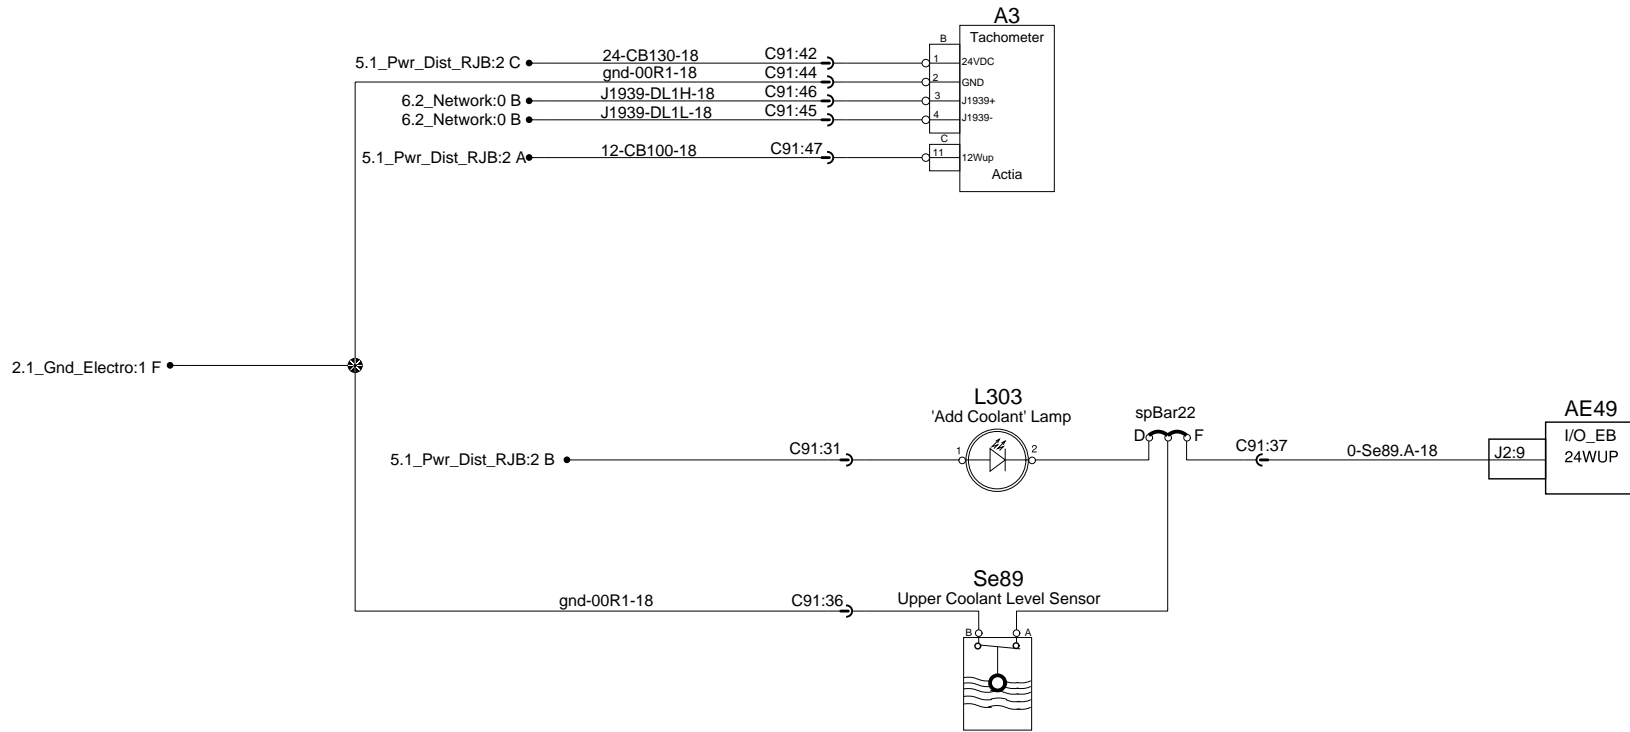 A3
Tachometer
B
5.1_Pwr_Dist_RJB:2 C 24-CB130-18 C91:42 1 24VDC
gnd-00R1-18 C91:44 2 GND
6.2_Network:0 B J1939-DL1H-18 C91:46 3 J1939+
6.2_Network:0 B J1939-DL1L-18 C91:45 4 J1939-
C
5.1_Pwr_Dist_RJB:2 A 12-CB100-18 C91:47 11 12Wup
Actia
2.1_Gnd_Electro:1 F
L303
'Add Coolant' Lamp
spBar22
D F
AE49
I/O_EB
24WUP
5.1_Pwr_Dist_RJB:2 B C91:31 1 2 C91:37 0-Se89.A-18 J2:9
Se89
Upper Coolant Level Sensor
gnd-00R1-18 C91:36
B A